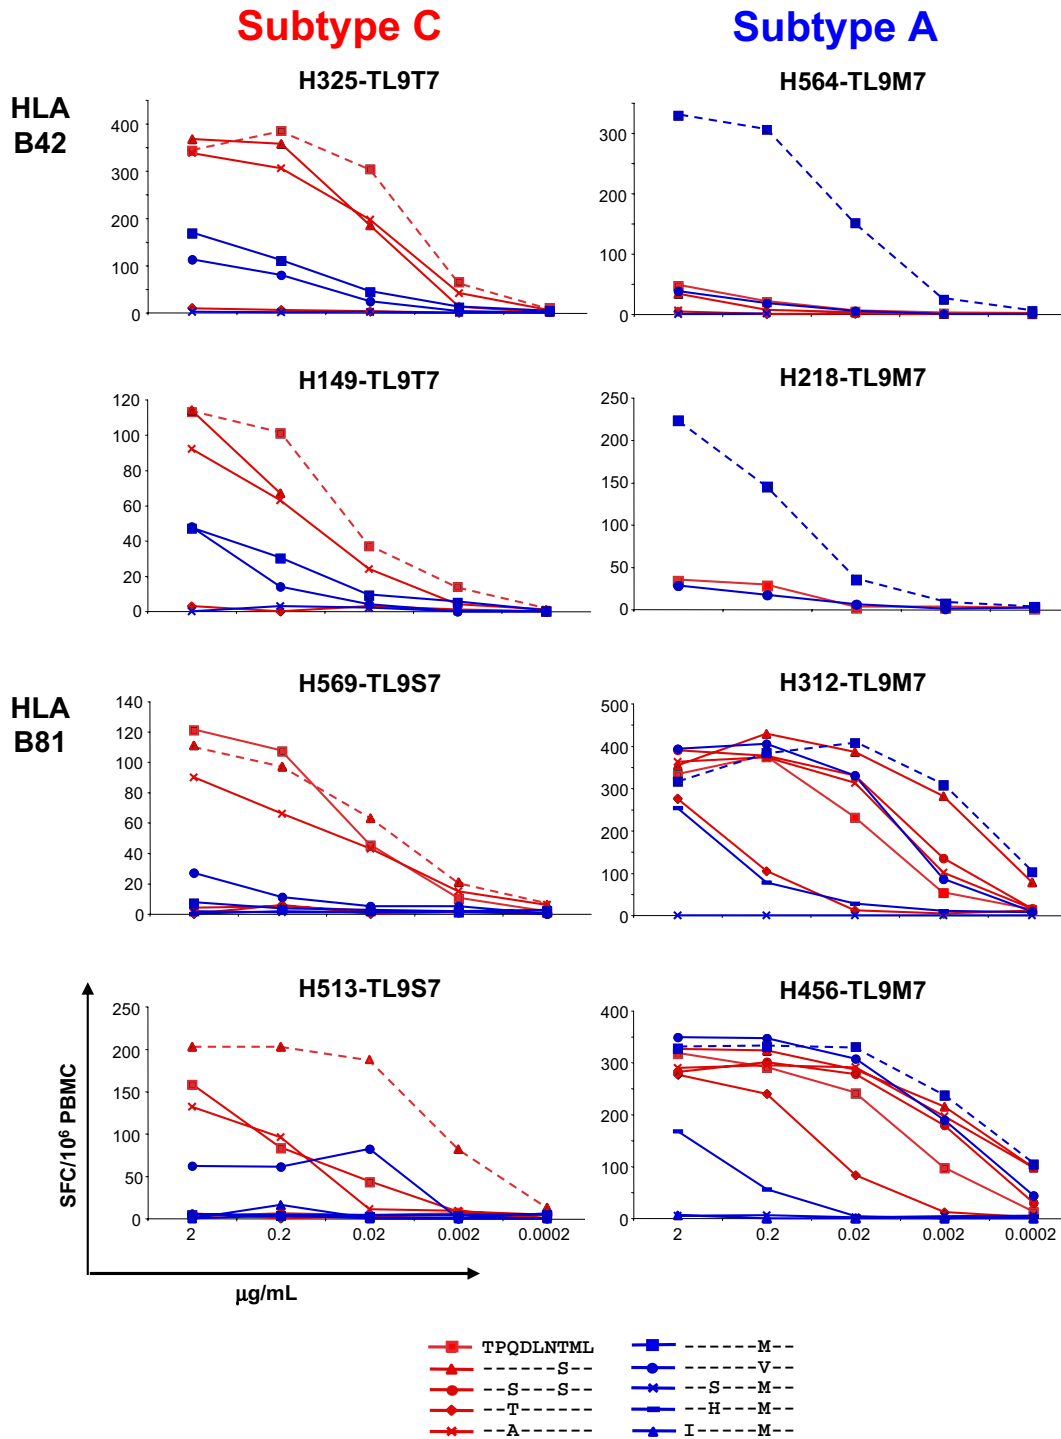 Subtype C
Subtype A
HLA
B42
H325-TL9T7
400
300
200
100
0
H564-TL9M7
300
200
100
0
H149-TL9T7
120
100
80
60
40
20
0
H218-TL9M7
250
200
150
100
50
0
HLA
B81
H569-TL9S7
140
120
100
80
60
40
20
0
H312-TL9M7
500
400
300
200
100
0
H513-TL9S7
250
200
150
100
50
0
2 0.2 0.02 0.002 0.0002
H456-TL9M7
400
300
200
100
0
2 0.2 0.02 0.002 0.0002
SFC/10⁶ PBMC
μg/mL
TPQDLNTML
------S--
--S---S--
--T------
--A------
------M--
------V--
--S---M--
--H---M--
I-----M--